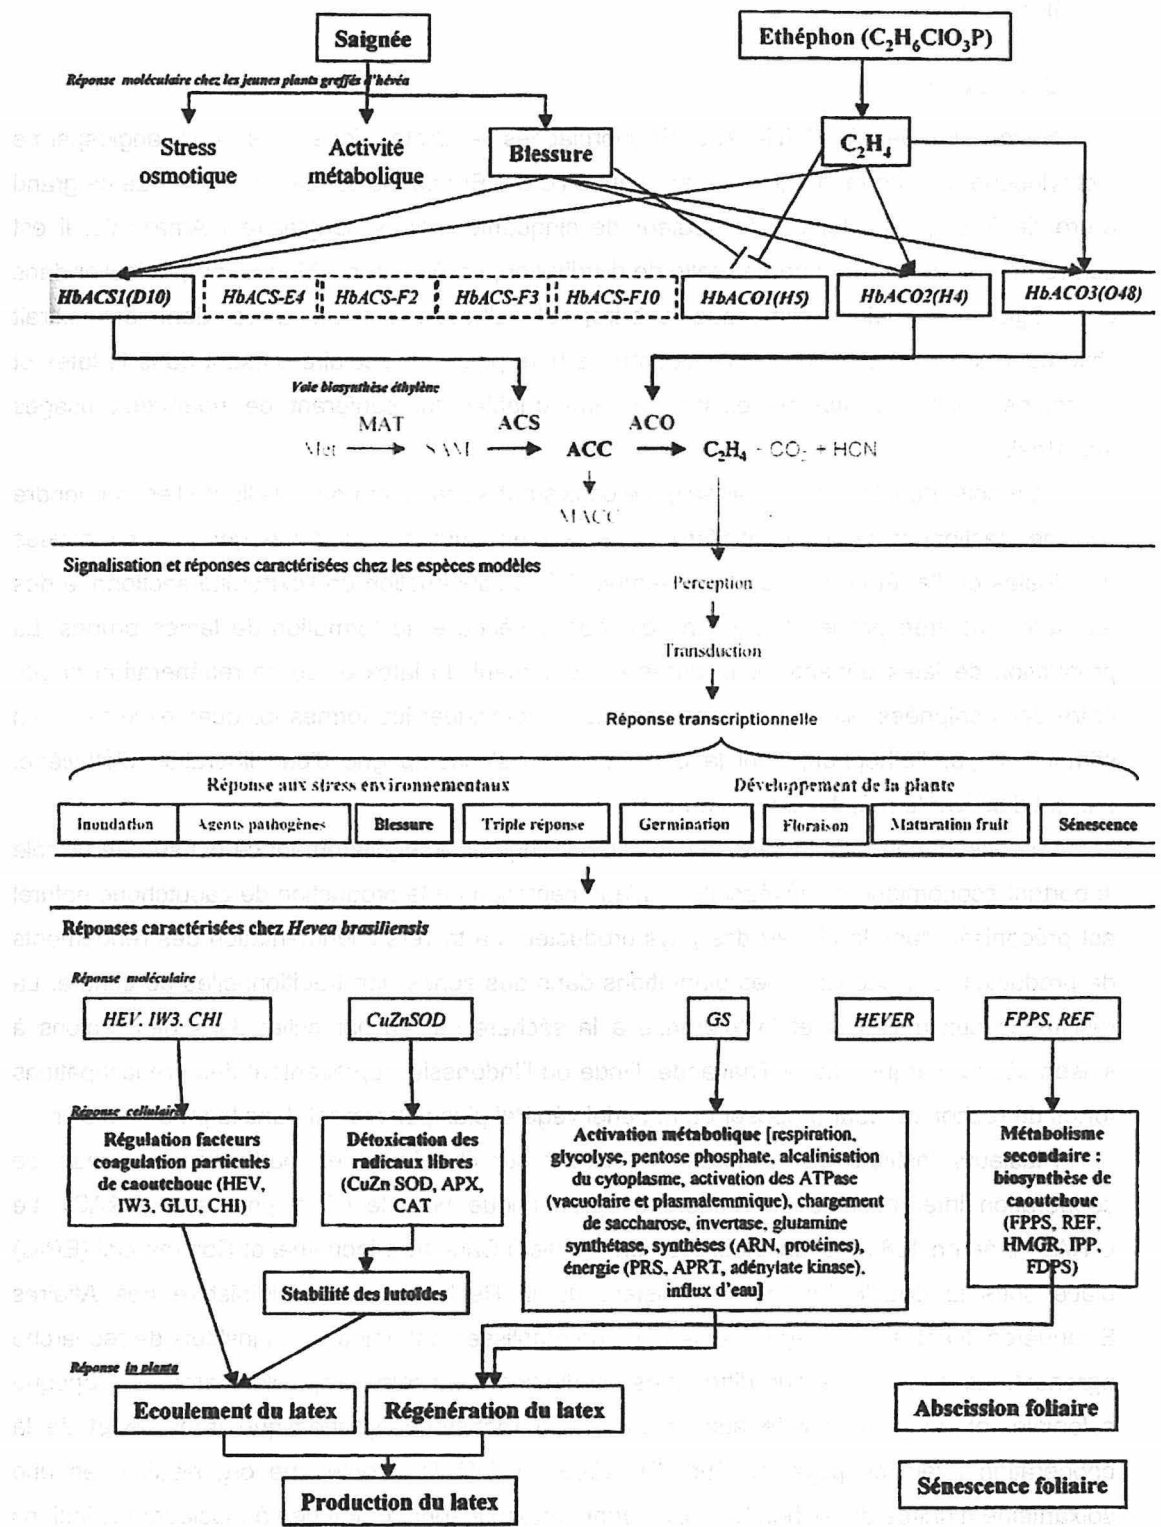 Saignée
Ethéphon (C₂H₆ClO₃P)
Réponse moléculaire chez les jeunes plants greffés d'hévéa
Stress
osmotique
Activité
métabolique
Blessure
C₂H₄
HbACS1(D10)
HbACS-E4
HbACS-F2
HbACS-F3
HbACS-F10
HbACO1(H5)
HbACO2(H4)
HbACO3(O48)
Voie biosynthèse éthylène
MAT
ACS
ACO
Met
SAM
ACC
C₂H₄ - CO₂ + HCN
MACC
Signalisation et réponses caractérisées chez les espèces modèles
Perception
Transduction
Réponse transcriptionnelle
Réponse aux stress environnementaux
Développement de la plante
Inondation
Agents pathogènes
Blessure
Triple réponse
Germination
Floraison
Maturation fruit
Sénescence
Réponses caractérisées chez Hevea brasiliensis
Réponse moléculaire
HEV, IW3, CHI
CuZnSOD
GS
HEVER
FPPS, REF,
Réponse cellulaire
Régulation facteurs
coagulation particules
de caoutchouc (HEV,
IW3, GLU, CHI)
Détoxication des
radicaux libres
(CuZn SOD, APX,
CAT
Activation métabolique [respiration,
glycolyse, pentose phosphate, alcalinisation
du cytoplasme, activation des ATPase
(vacuolaire et plasmalemmique), chargement
de saccharose, invertase, glutamine
synthétase, synthèses (ARN, protéines),
énergie (PRS, APRT, adénylate kinase),
influx d'eau]
Métabolisme
secondaire :
biosynthèse de
caoutchouc
(FPPS, REF,
HMGR, IPP,
FDPS)
Stabilité des lutoïdes
Réponse in planta
Ecoulement du latex
Régénération du latex
Abscission foliaire
Production du latex
Sénescence foliaire